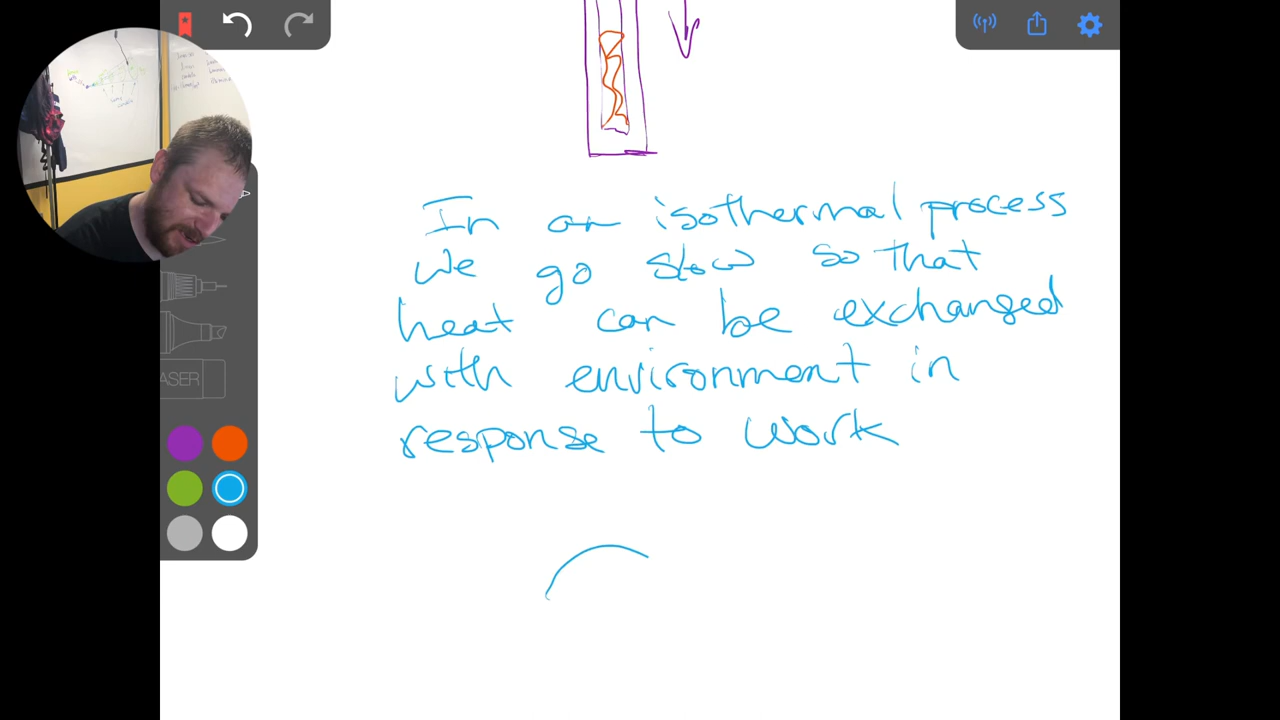 In an isothermal process
we go slow so that
heat can be exchanged
with environment in
response to work
ASER